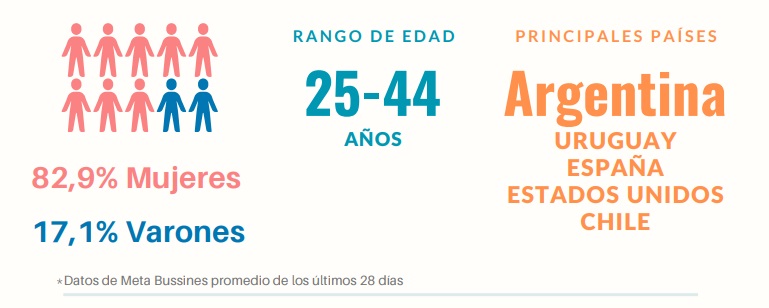 82,9% Mujeres
17,1% Varones
RANGO DE EDAD
25-44
AÑOS
PRINCIPALES PAÍSES
Argentina
URUGUAY
ESPAÑA
ESTADOS UNIDOS
CHILE
*Datos de Meta Bussines promedio de los últimos 28 días